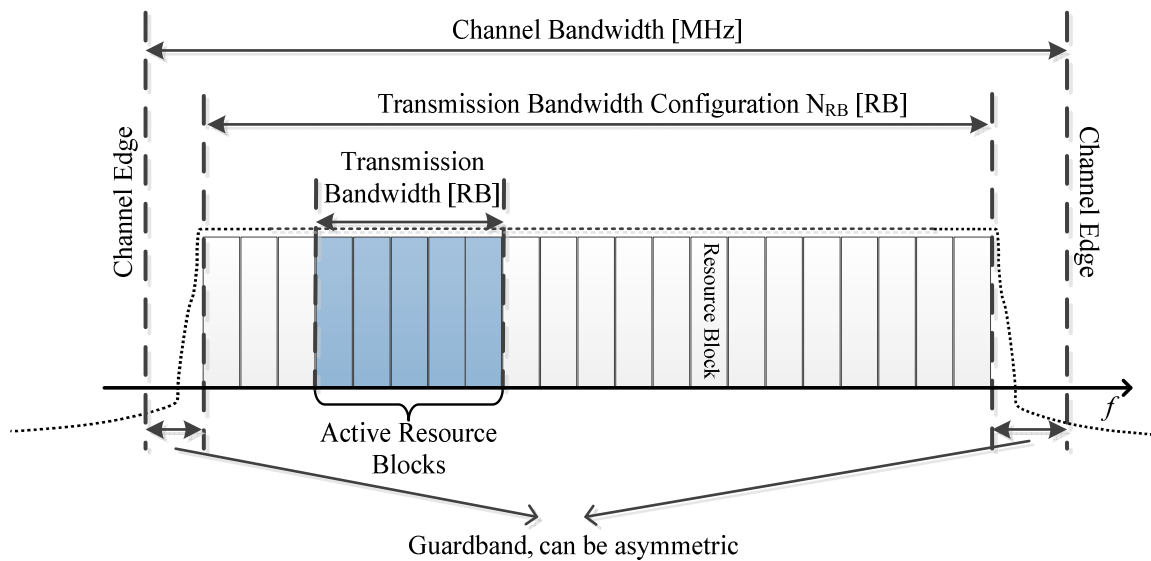 Channel Bandwidth [MHz]
Transmission Bandwidth Configuration N_RB [RB]
Transmission
Bandwidth [RB]
Channel Edge
Channel Edge
Resource Block
f
Active Resource
Blocks
Guardband, can be asymmetric